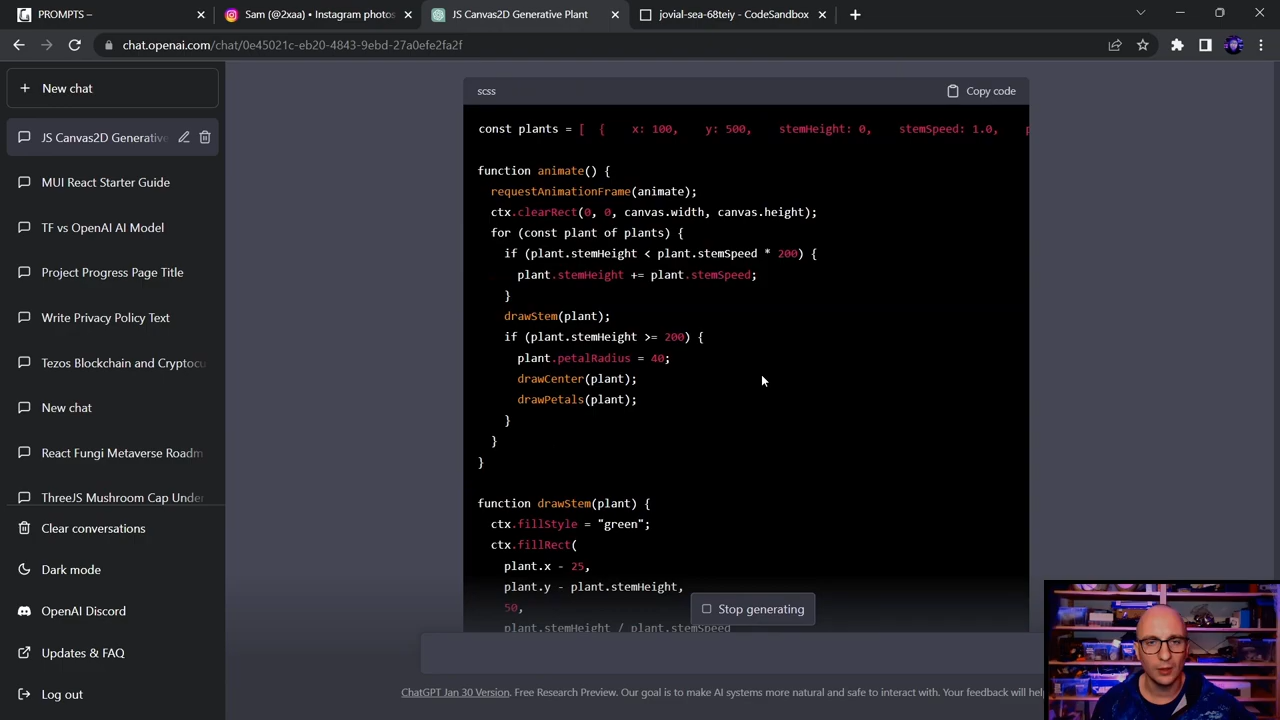 PROMPTS –
Sam (@2xaa) • Instagram photos
JS Canvas2D Generative Plant
jovial-sea-68teiy - CodeSandbox
chat.openai.com/chat/0e45021c-eb20-4843-9ebd-27a0efe2fa2f
New chat
JS Canvas2D Generative
MUI React Starter Guide
TF vs OpenAI AI Model
Project Progress Page Title
Write Privacy Policy Text
Tezos Blockchain and Cryptocu
New chat
React Fungi Metaverse Roadm
ThreeJS Mushroom Cap Under
Clear conversations
Dark mode
OpenAI Discord
Updates & FAQ
Log out
scss
Copy code
const plants = [ { x: 100, y: 500, stemHeight: 0, stemSpeed: 1.0, p
function animate() {
requestAnimationFrame(animate);
ctx.clearRect(0, 0, canvas.width, canvas.height);
for (const plant of plants) {
if (plant.stemHeight < plant.stemSpeed * 200) {
plant.stemHeight += plant.stemSpeed;
}
drawStem(plant);
if (plant.stemHeight >= 200) {
plant.petalRadius = 40;
drawCenter(plant);
drawPetals(plant);
}
}
}
function drawStem(plant) {
ctx.fillStyle = "green";
ctx.fillRect(
plant.x - 25,
plant.y - plant.stemHeight,
50,
plant.stemHeight / plant.stemSpeed
Stop generating
ChatGPT Jan 30 Version. Free Research Preview. Our goal is to make AI systems more natural and safe to interact with. Your feedback will hel